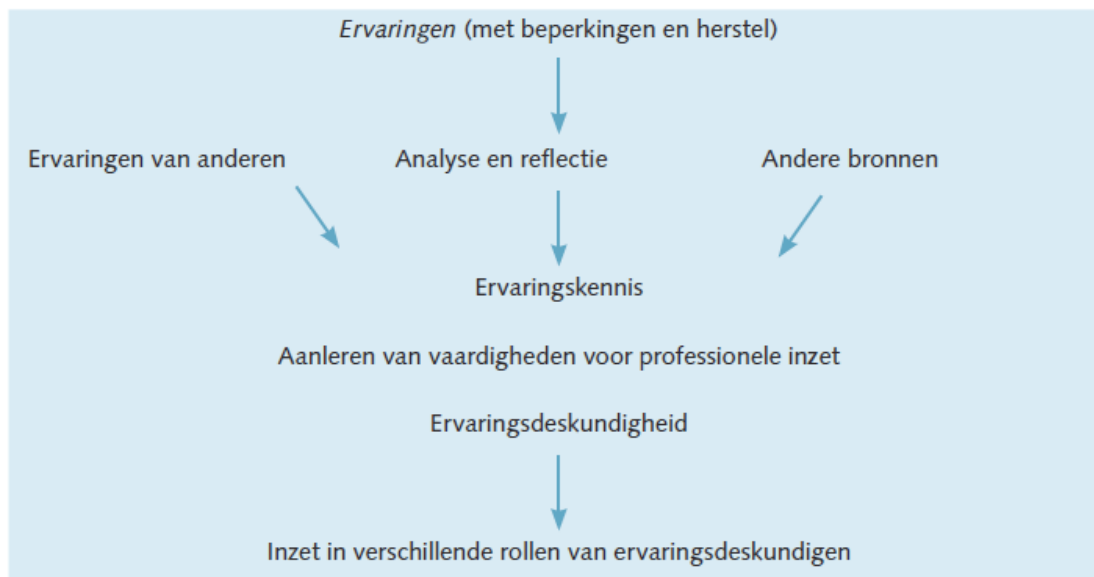 Ervaringen (met beperkingen en herstel)
Ervaringen van anderen
Analyse en reflectie
Andere bronnen
Ervaringskennis
Aanleren van vaardigheden voor professionele inzet
Ervaringsdeskundigheid
Inzet in verschillende rollen van ervaringsdeskundigen